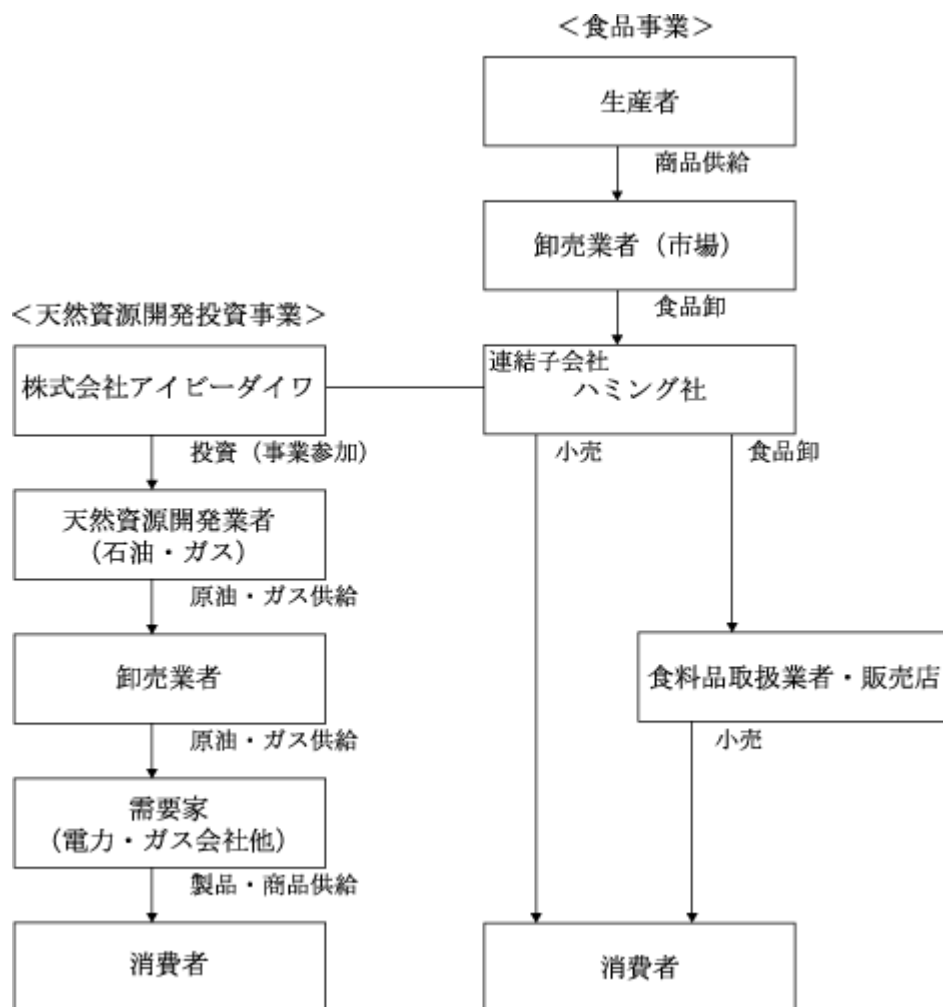 ＜食品事業＞
生産者
商品供給
卸売業者（市場）
食品卸
＜天然資源開発投資事業＞
株式会社アイビーダイワ
連結子会社
ハミング社
投資（事業参加）
小売
食品卸
天然資源開発業者
（石油・ガス）
原油・ガス供給
卸売業者
食料品取扱業者・販売店
原油・ガス供給
小売
需要家
（電力・ガス会社他）
製品・商品供給
消費者
消費者